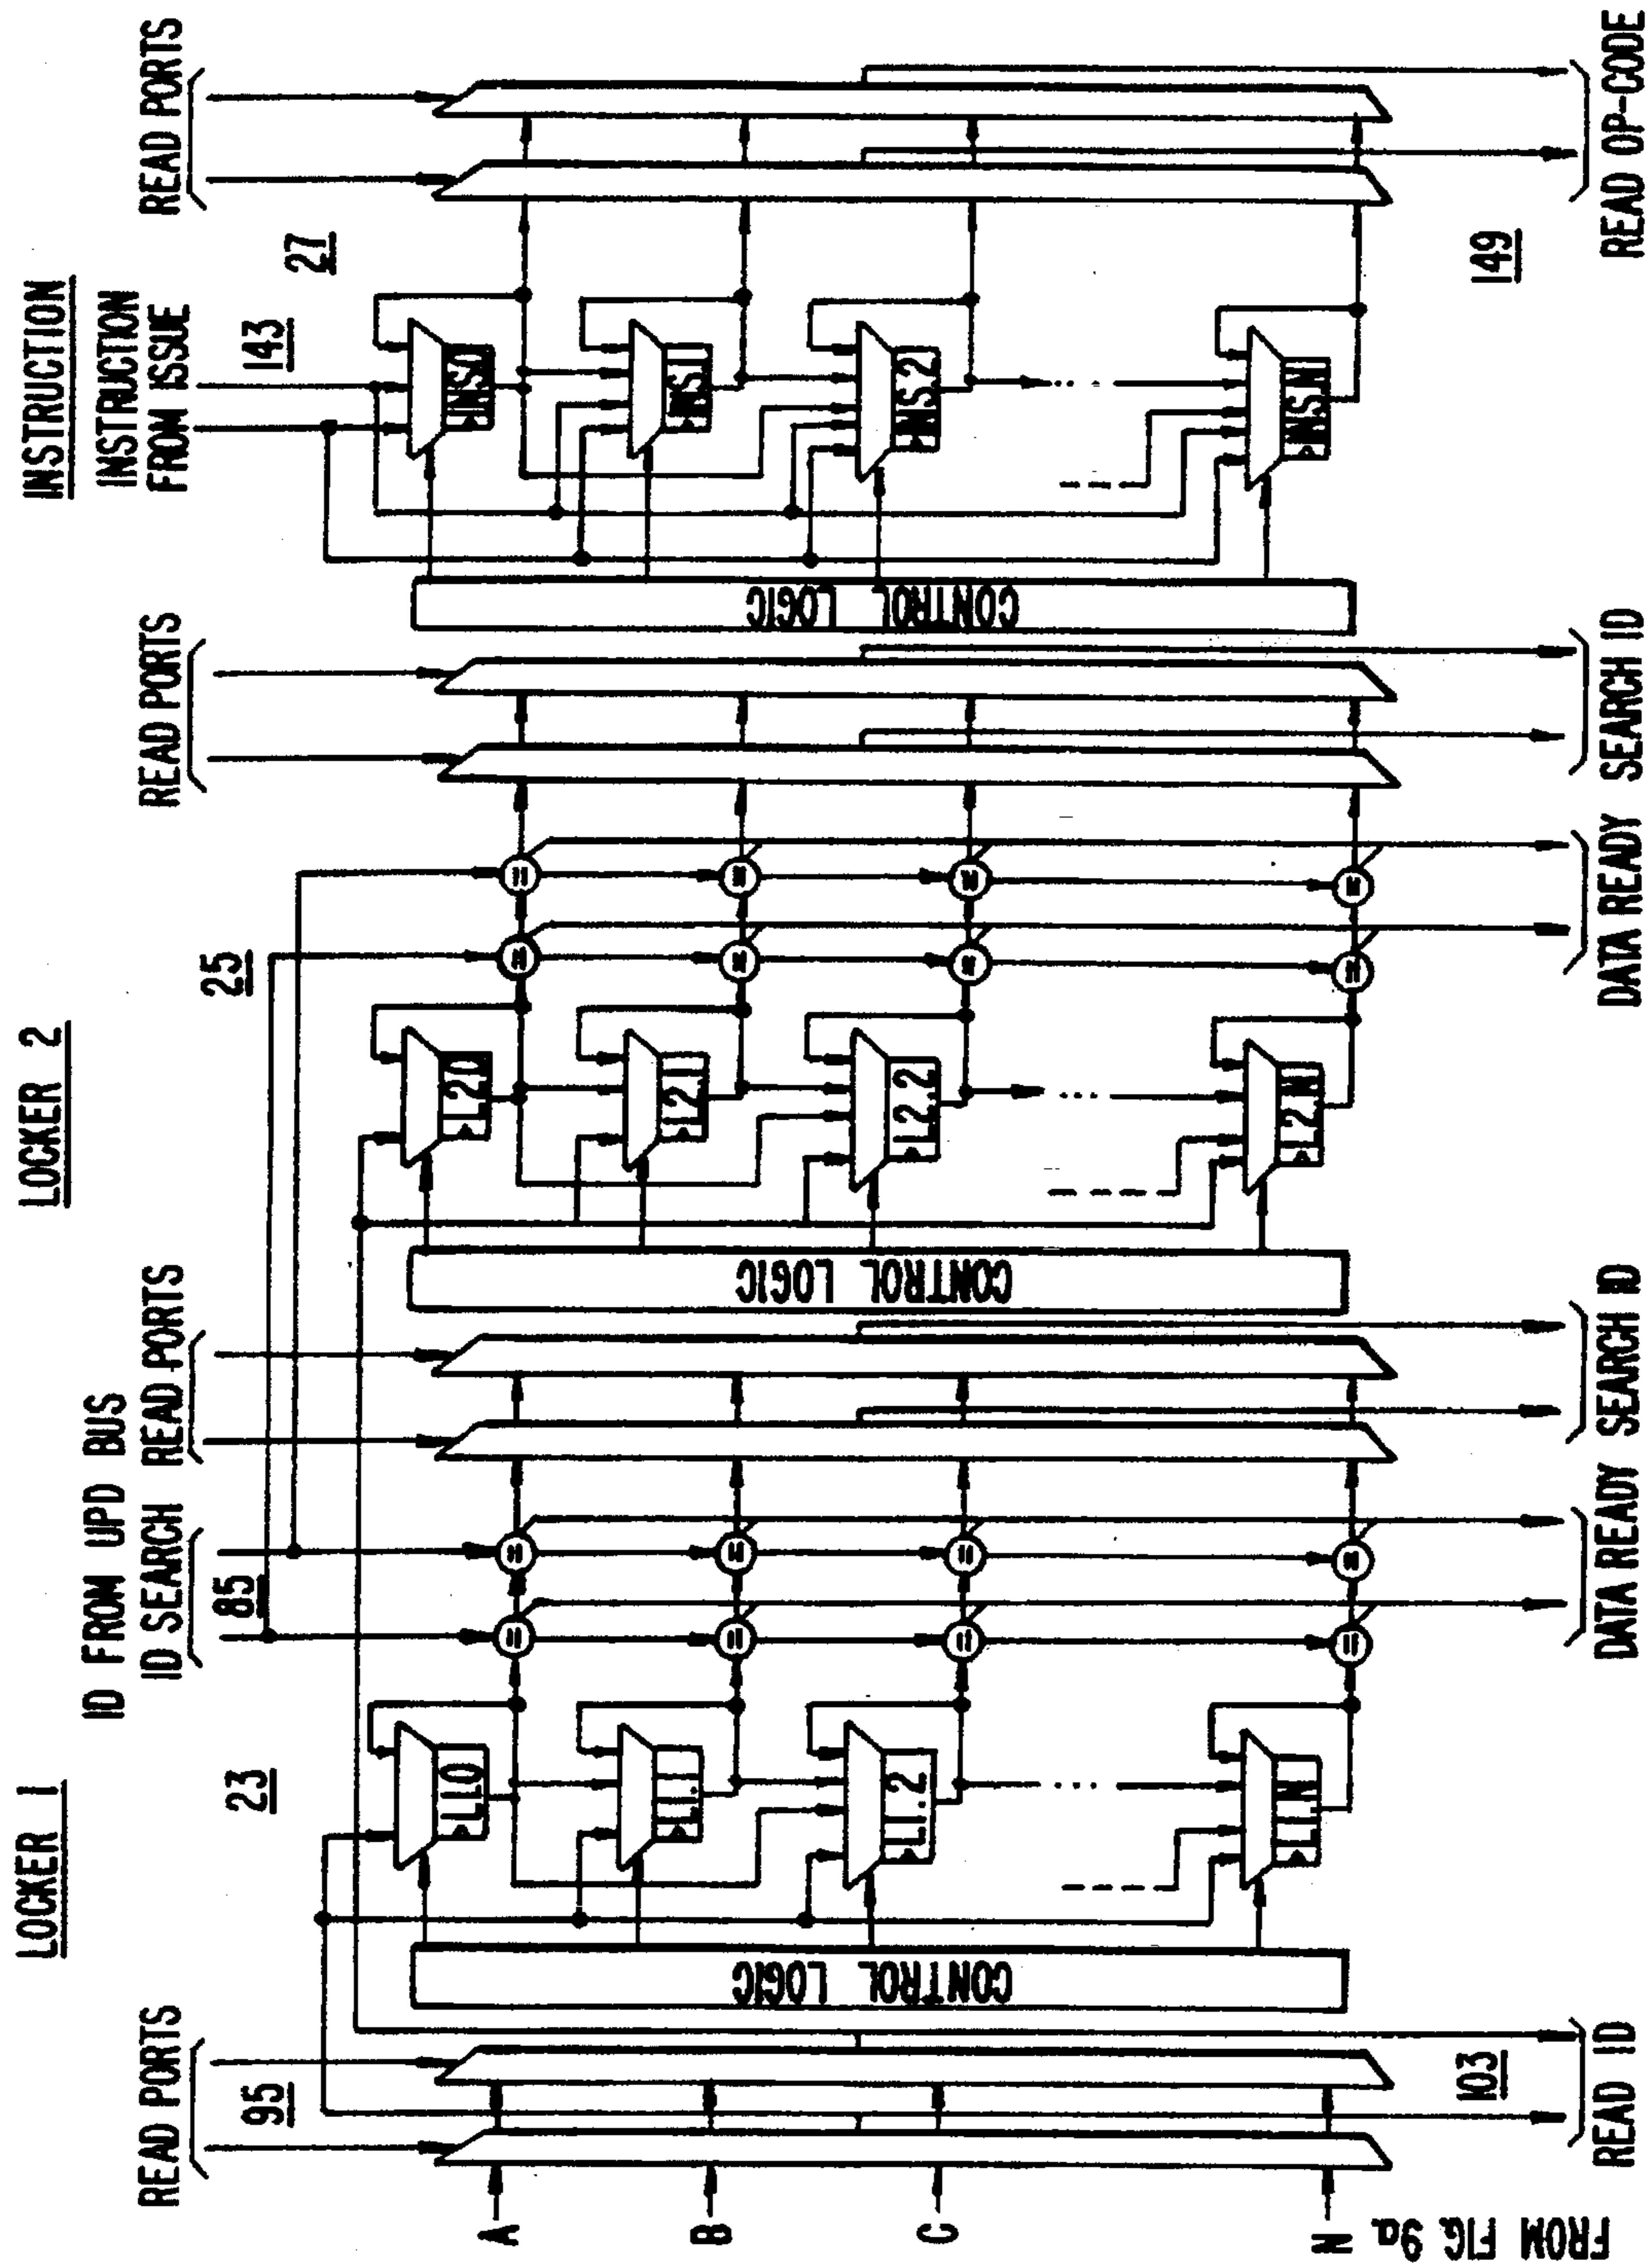 LOCKER 1
LOCKER 2
INSTRUCTION
INSTRUCTION
FROM ISSUE
ID FROM UPD BUS
ID SEARCH
READ PORTS
READ PORTS
READ PORTS
READ PORTS
95
23
85
25
143
27
A
B
C
N
FROM FIG. 9a
CONTROL LOGIC
L1.0
L1.1
L1.2
L1.N
=
=
=
=
=
=
=
=
CONTROL LOGIC
L2.0
L2.1
L2.2
L2.N
=
=
=
=
=
=
=
=
CONTROL LOGIC
INS.0
INS.1
INS.2
INS.N
103
149
READ ID
DATA READY
SEARCH ID
DATA READY
SEARCH ID
READ OP-CODE